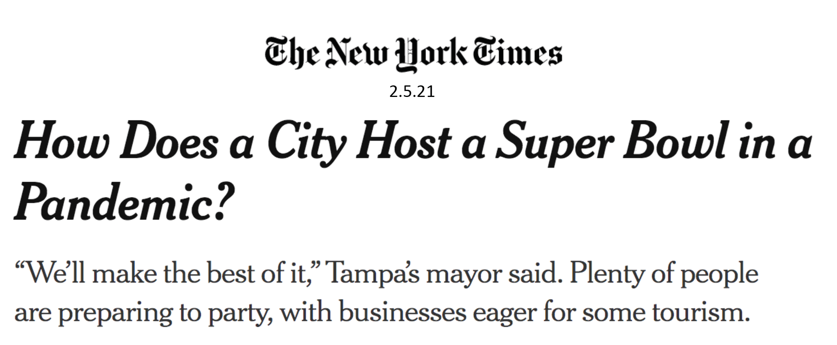 The New York Times
2.5.21
How Does a City Host a Super Bowl in a
Pandemic?
“We’ll make the best of it,” Tampa’s mayor said. Plenty of people
are preparing to party, with businesses eager for some tourism.